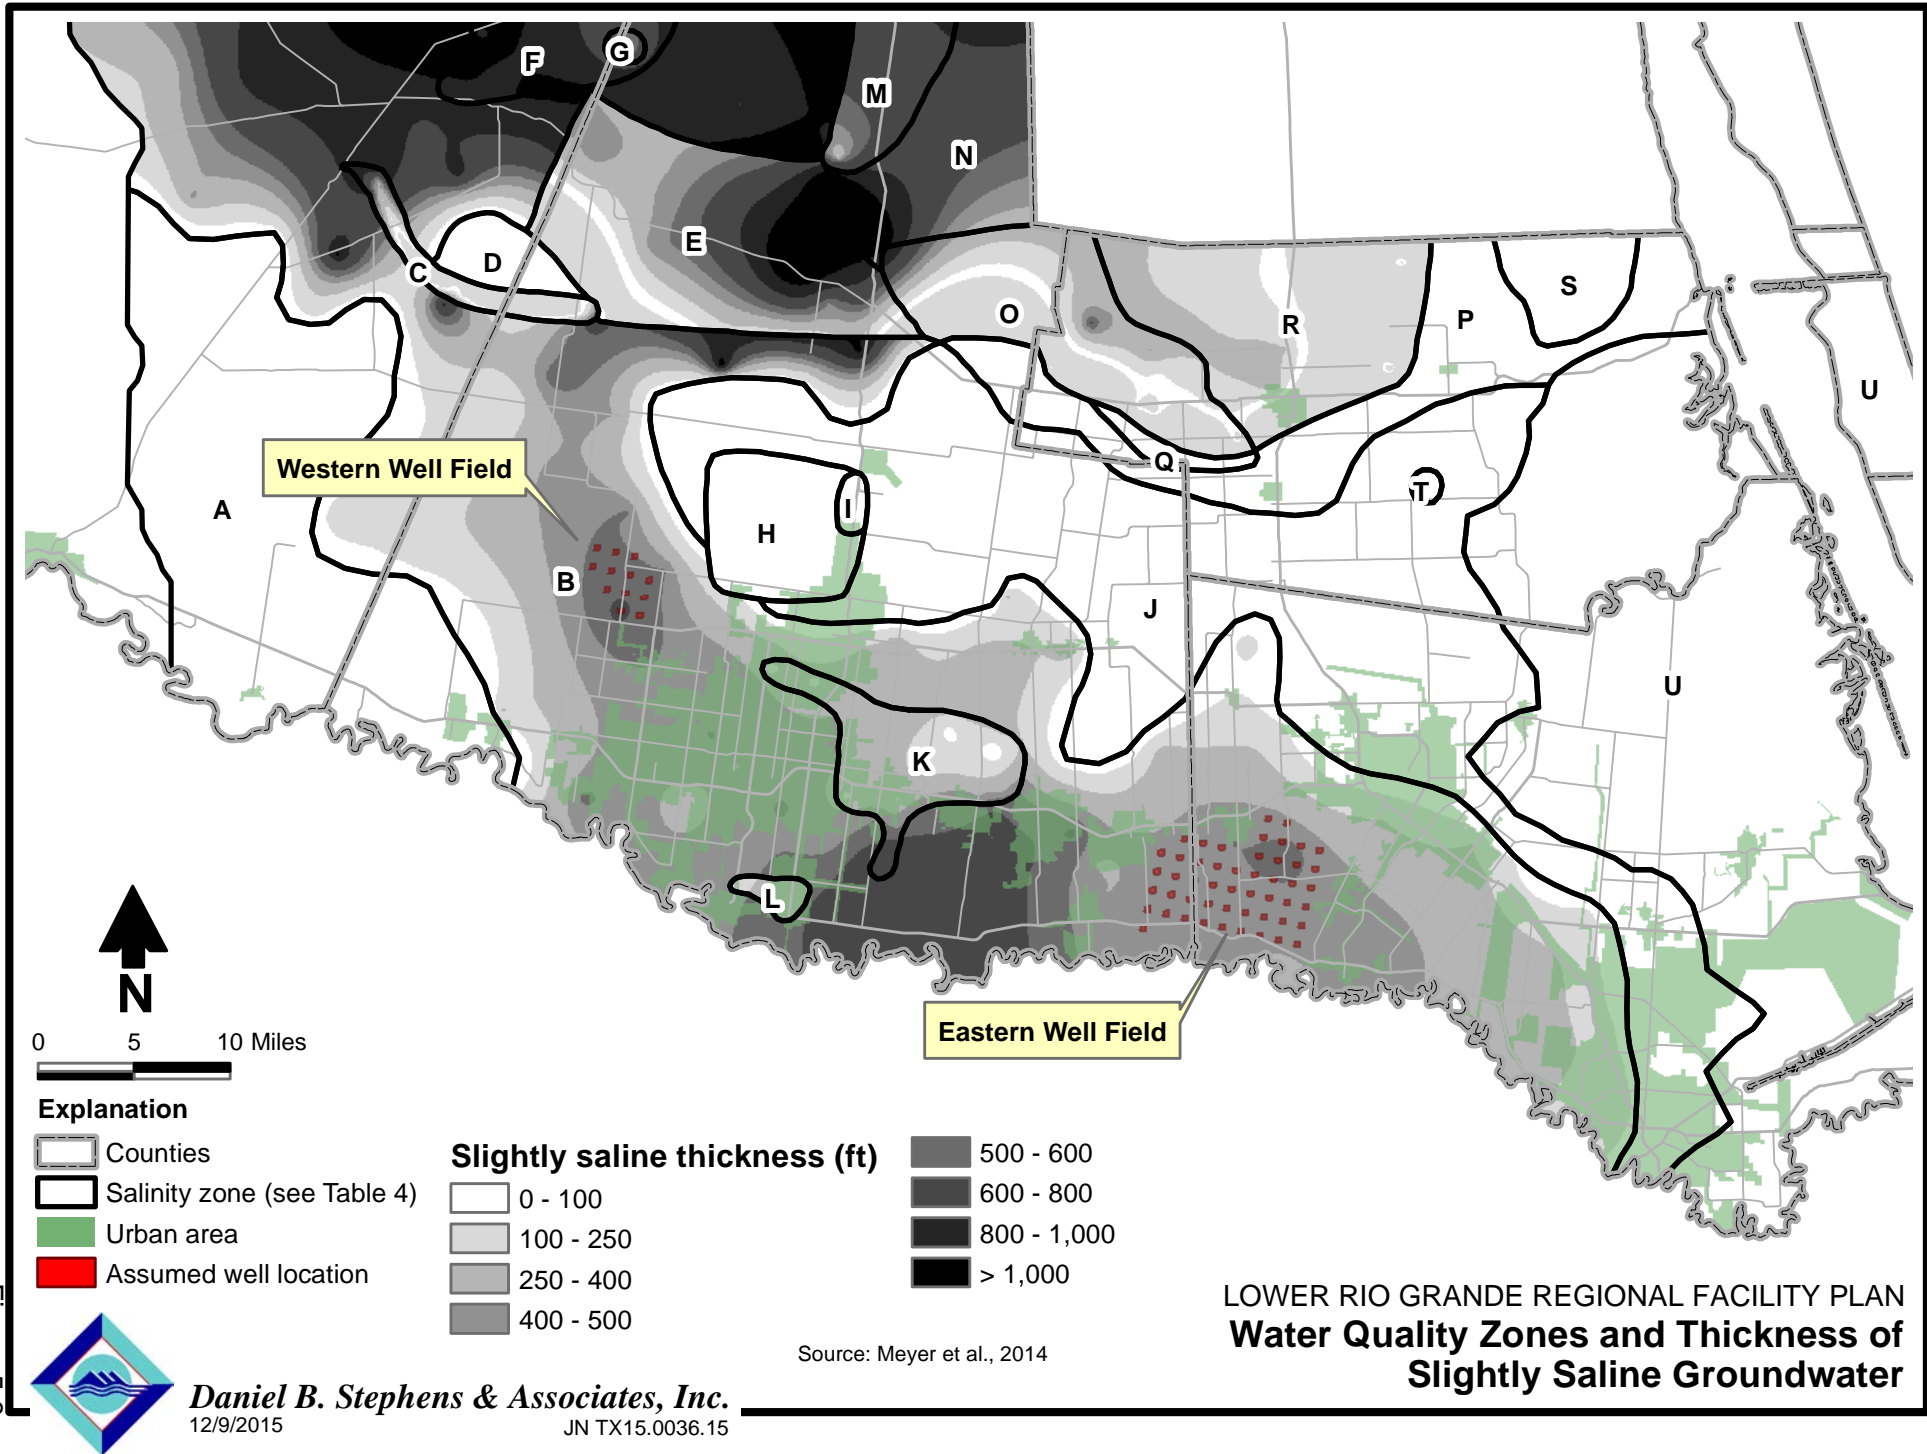 F
G
M
N
E
D
C
O
R
P
S
U
Q
T
A
Western Well Field
H
I
B
J
U
K
L
Eastern Well Field
N
0 5 10 Miles
Explanation
Counties
Salinity zone (see Table 4)
Urban area
Assumed well location
Slightly saline thickness (ft)
0 - 100
100 - 250
250 - 400
400 - 500
500 - 600
600 - 800
800 - 1,000
> 1,000
Source: Meyer et al., 2014
LOWER RIO GRANDE REGIONAL FACILITY PLAN
Water Quality Zones and Thickness of
Slightly Saline Groundwater
Daniel B. Stephens & Associates, Inc.
12/9/2015 JN TX15.0036.15